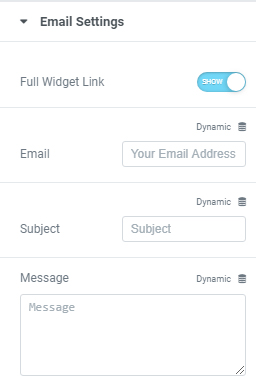 Email Settings
Full Widget Link SHOW
Dynamic
Email Your Email Address
Dynamic
Subject Subject
Message Dynamic
Message